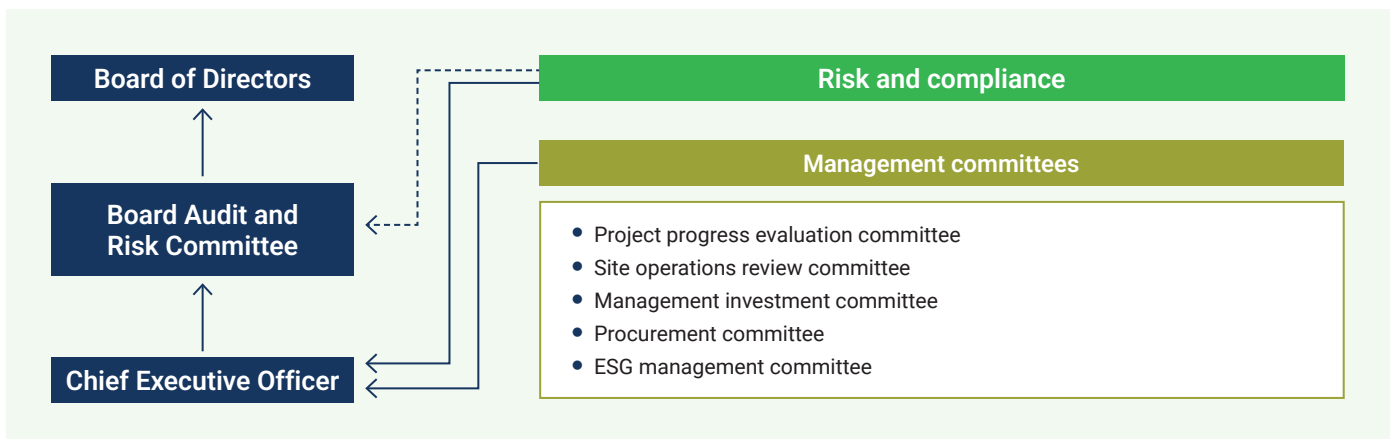 Board of Directors
Risk and compliance
Management committees
Board Audit and
Risk Committee
Project progress evaluation committee
Site operations review committee
Management investment committee
Procurement committee
ESG management committee
Chief Executive Officer